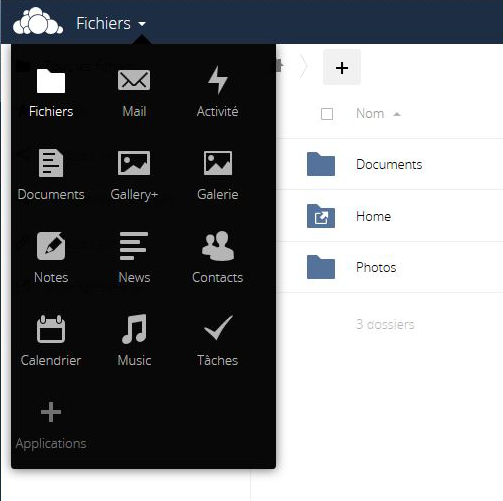 Fichiers
Fichiers Mail Activité
Documents Gallery+ Galerie
Notes News Contacts
Calendrier Music Tâches
Applications
Nom
Documents
Home
Photos
3 dossiers